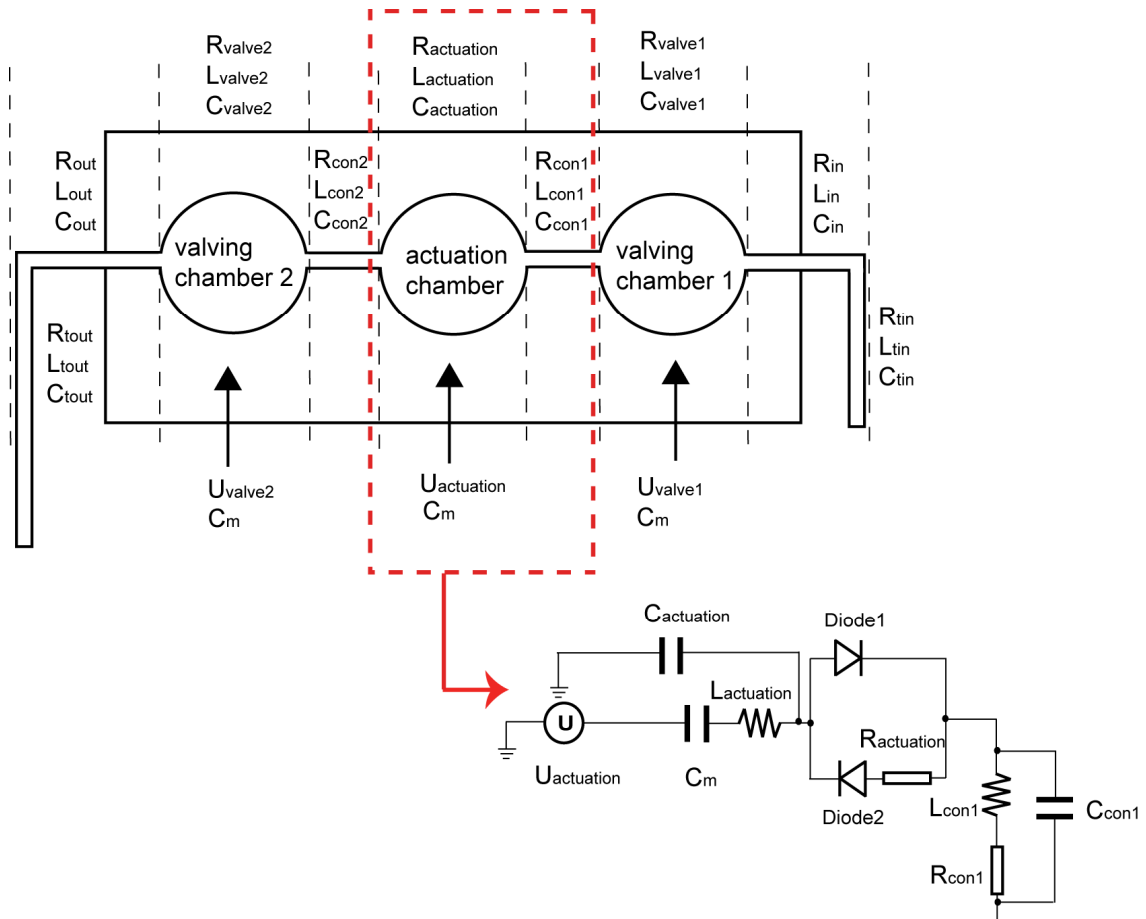 Rvalve2
Lvalve2
Cvalve2
Ractuation
Lactuation
Cactuation
Rvalve1
Lvalve1
Cvalve1
Rout
Lout
Cout
Rcon2
Lcon2
Ccon2
Rcon1
Lcon1
Ccon1
Rin
Lin
Cin
valving
chamber 2
actuation
chamber
valving
chamber 1
Rtout
Ltout
Ctout
Rtin
Ltin
Ctin
Uvalve2
Cm
Uactuation
Cm
Uvalve1
Cm
Cactuation
Diode1
Lactuation
U
Ractuation
Uactuation
Cm
Diode2
Lcon1
Ccon1
Rcon1